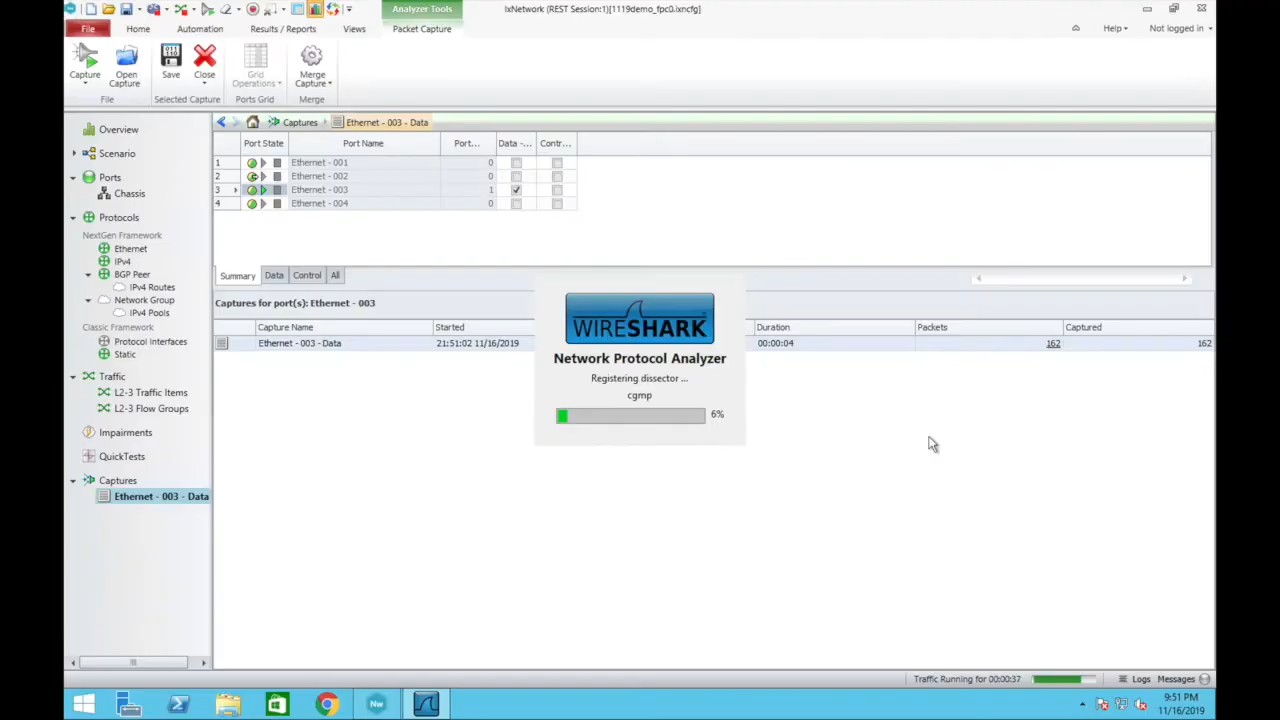 Analyzer Tools
IxNetwork (REST Session:1)[1119demo_fpc0.ixncfg]
File Home Automation Results / Reports Views Packet Capture Help Not logged in
Capture Open Capture Save Close Grid Operations Merge Capture
File Selected Capture Ports Grid Merge
Captures Ethernet - 003 - Data
Overview
Scenario
Ports
Chassis
Protocols
NextGen Framework
Ethernet
IPv4
BGP Peer
IPv4 Routes
Network Group
IPv4 Pools
Classic Framework
Protocol Interfaces
Static
Traffic
L2-3 Traffic Items
L2-3 Flow Groups
Impairments
QuickTests
Captures
Ethernet - 003 - Data
Port State Port Name Port... Data -... Contr...
1 Ethernet - 001 0
2 Ethernet - 002 0
3 Ethernet - 003 1
4 Ethernet - 004 0
Summary Data Control All
Captures for port(s): Ethernet - 003
Capture Name Started Duration Packets Captured
Ethernet - 003 - Data 21:51:02 11/16/2019 00:00:04 162 162
WIRESHARK
Network Protocol Analyzer
Registering dissector ...
cgmp
6%
Traffic Running for 00:00:37 Logs Messages
Nw
9:51 PM
11/16/2019